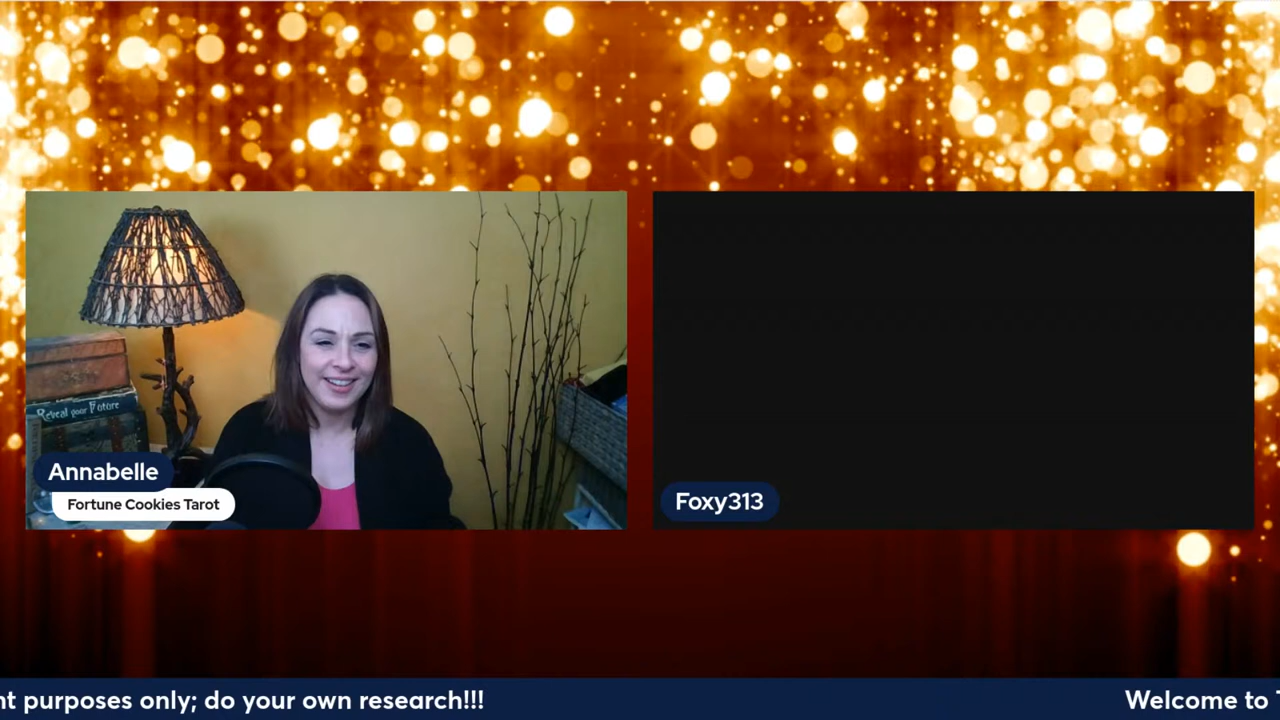 Reveal your Future
Annabelle
Fortune Cookies Tarot
Foxy313
nt purposes only; do your own research!!!
Welcome to